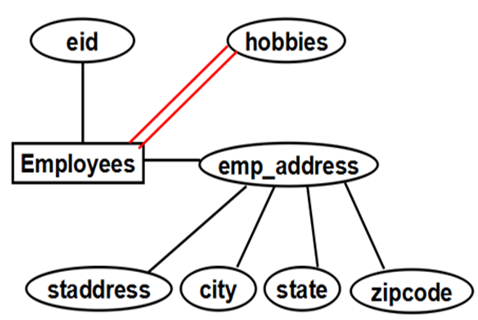 eid
hobbies
Employees
emp_address
staddress
city
state
zipcode